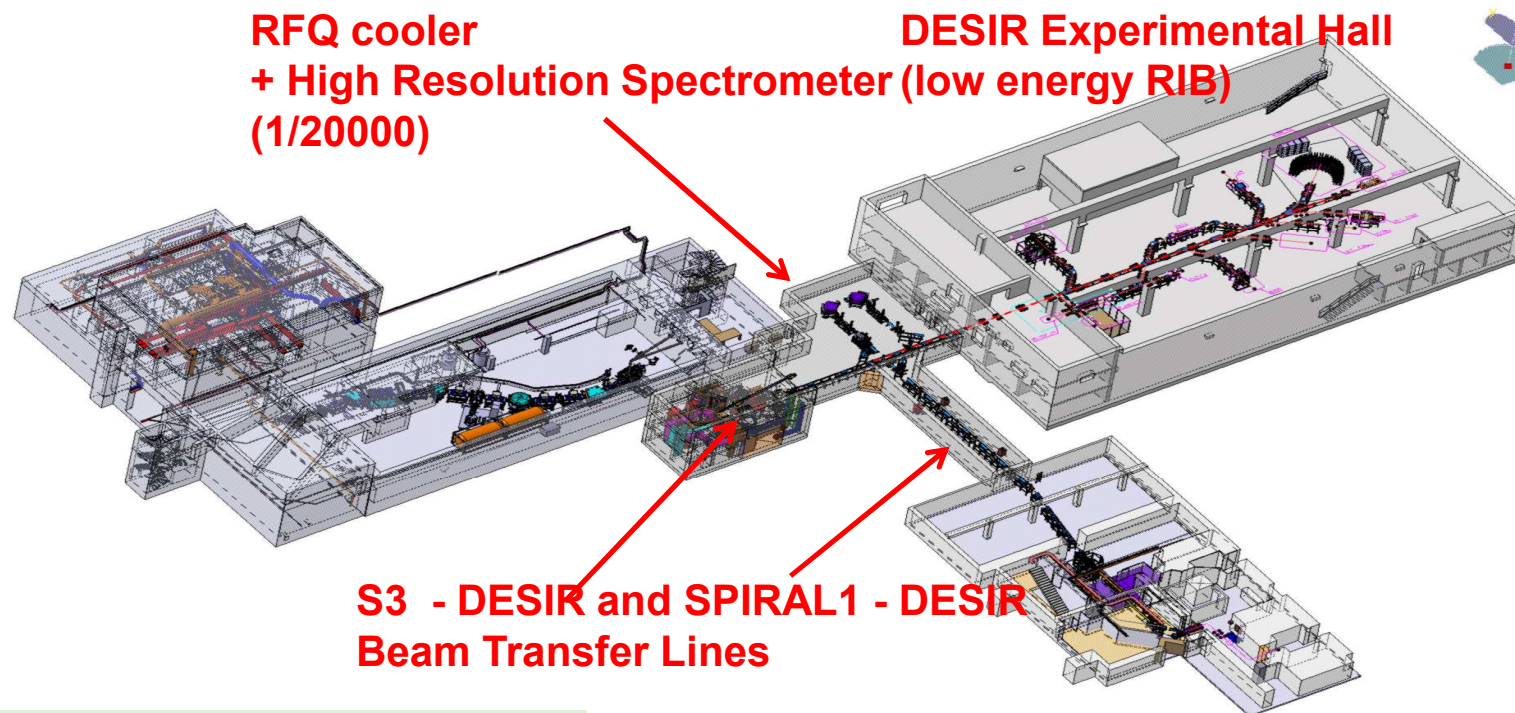 RFQ cooler
+ High Resolution Spectrometer
(1/20000)
DESIR Experimental Hall
(low energy RIB)
S3 - DESIR and SPIRAL1 - DESIR
Beam Transfer Lines